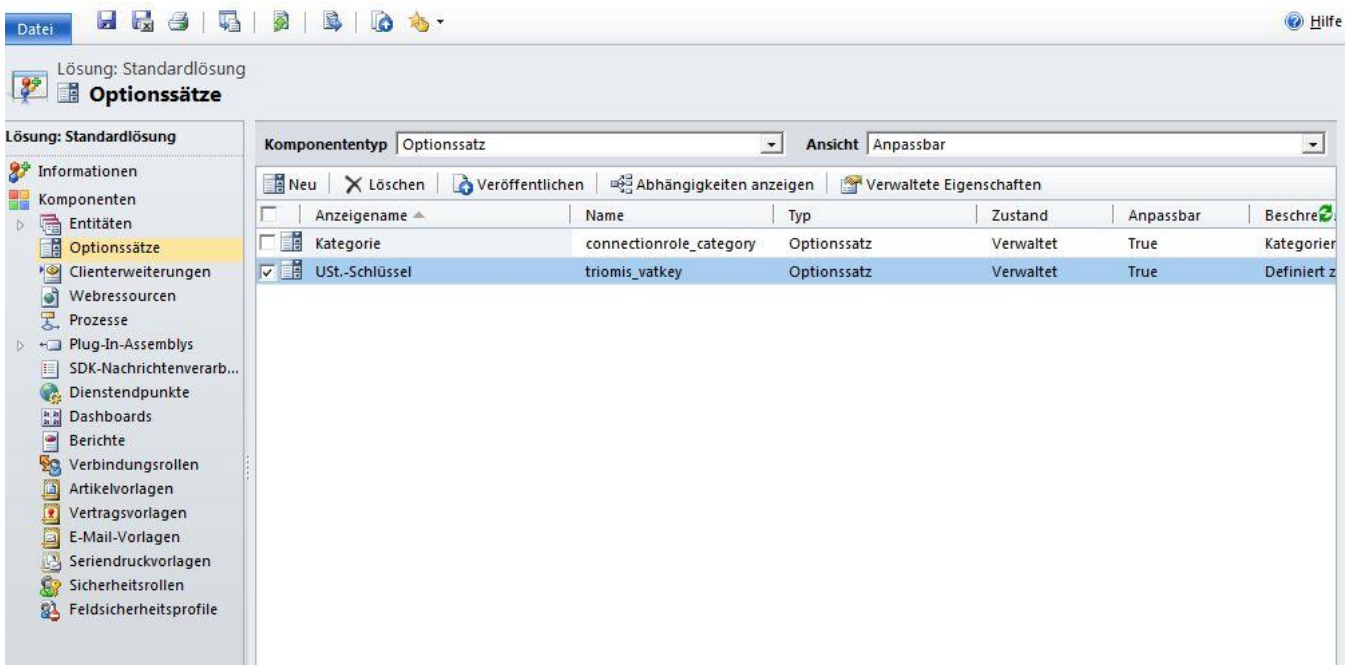 Datei
Hilfe
Lösung: Standardlösung
Optionssätze
Lösung: Standardlösung
Informationen
Komponenten
Entitäten
Optionssätze
Clienterweiterungen
Webressourcen
Prozesse
Plug-In-Assemblys
SDK-Nachrichtenverarb...
Dienstendpunkte
Dashboards
Berichte
Verbindungsrollen
Artikelvorlagen
Vertragsvorlagen
E-Mail-Vorlagen
Seriendruckvorlagen
Sicherheitsrollen
Feldsicherheitsprofile
Komponententyp Optionssatz Ansicht Anpassbar
Neu Löschen Veröffentlichen Abhängigkeiten anzeigen Verwaltete Eigenschaften
Anzeigename Name Typ Zustand Anpassbar Beschre
Kategorie connectionrole_category Optionssatz Verwaltet True Kategorier
USt.-Schlüssel triomis_vatkey Optionssatz Verwaltet True Definiert z